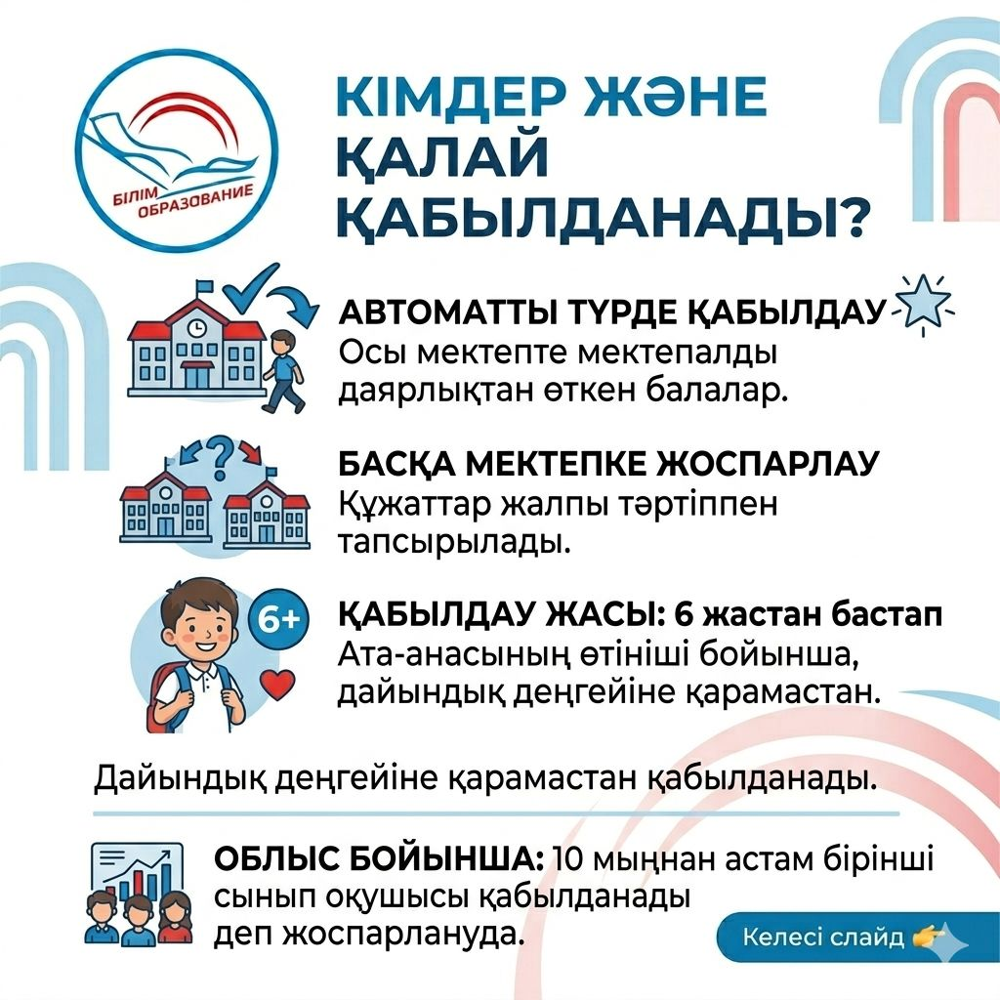 БІЛІМ
ОБРАЗОВАНИЕ
КІМДЕР ЖӘНЕ
ҚАЛАЙ
ҚАБЫЛДАНАДЫ?
АВТОМАТТЫ ТҮРДЕ ҚАБЫЛДАУ
Осы мектепте мектепалды
даярлықтан өткен балалар.
БАСҚА МЕКТЕПКЕ ЖОСПАРЛАУ
Құжаттар жалпы тәртіппен
тапсырылады.
6+
ҚАБЫЛДАУ ЖАСЫ: 6 жастан бастап
Ата-анасының өтініші бойынша,
дайындық деңгейіне қарамастан.
Дайындық деңгейіне қарамастан қабылданады.
ОБЛЫС БОЙЫНША: 10 мыңнан астам бірінші
сынып оқушысы қабылданады
деп жоспарлануда.
Келесі слайд 👉